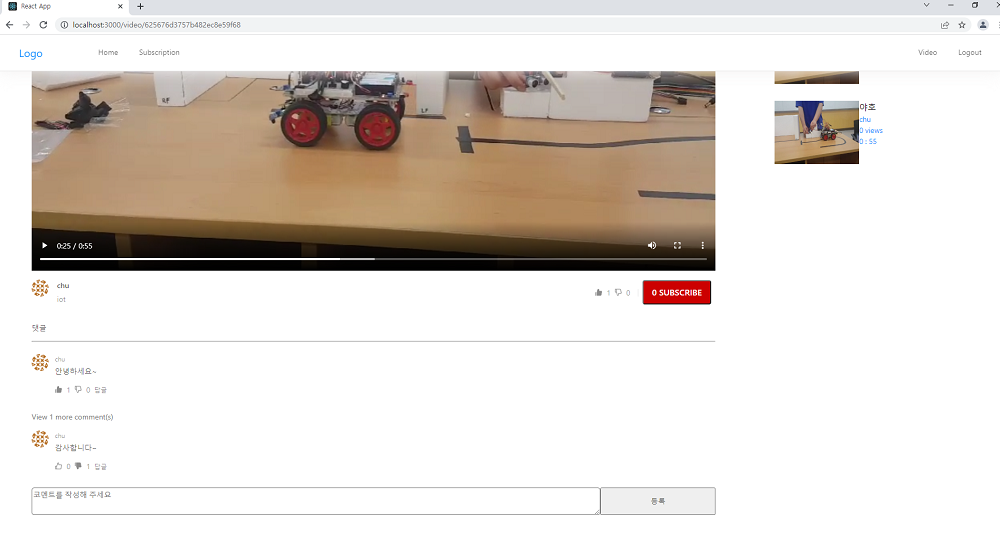 React App
localhost:3000/video/625676d3757b482ec8e59f68
Logo Home Subscription Video Logout
LF
야호
chu
0 views
0 : 55
0:25 / 0:55
chu
iot
1 0
0 SUBSCRIBE
댓글
chu
안녕하세요~
1 0 답글
View 1 more comment(s)
chu
감사합니다~
0 1 답글
코멘트를 작성해 주세요
등록